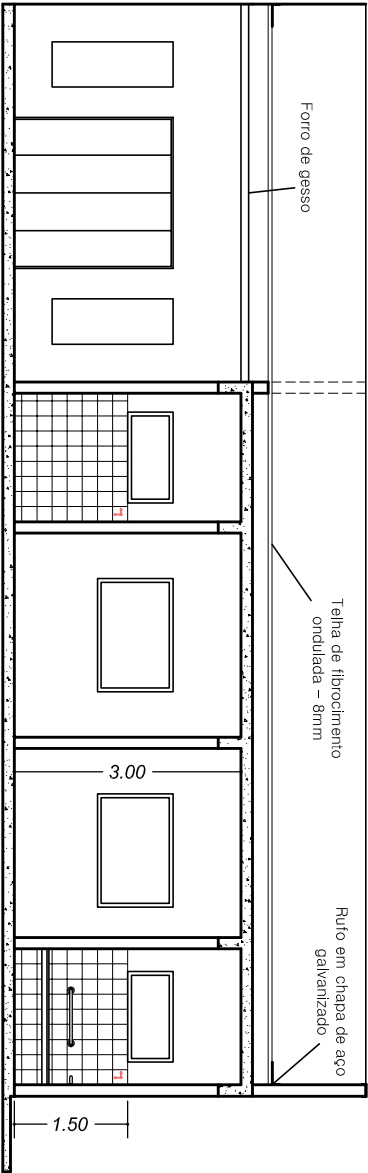 Forro de gesso
Telha de fibrocimento
ondulada - 8mm
Rufo em chapa de aço
galvanizado
3.00
1.50